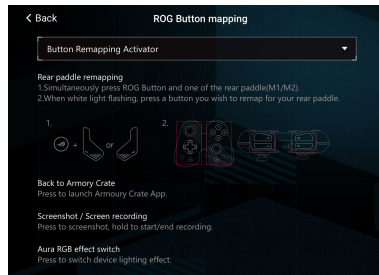 Back
ROG Button mapping
Button Remapping Activator
Rear paddle remapping
1.Simultaneously press ROG Button and one of the rear paddle(M1/M2).
2.When white light flashing, press a button you wish to remap for your rear paddle.
1.
2.
+
or
Back to Armory Crate
Press to launch Armoury Crate App.
Screenshot / Screen recording
Press to screenshot, hold to start/end recording.
Aura RGB effect switch
Press to switch device lighting effect.